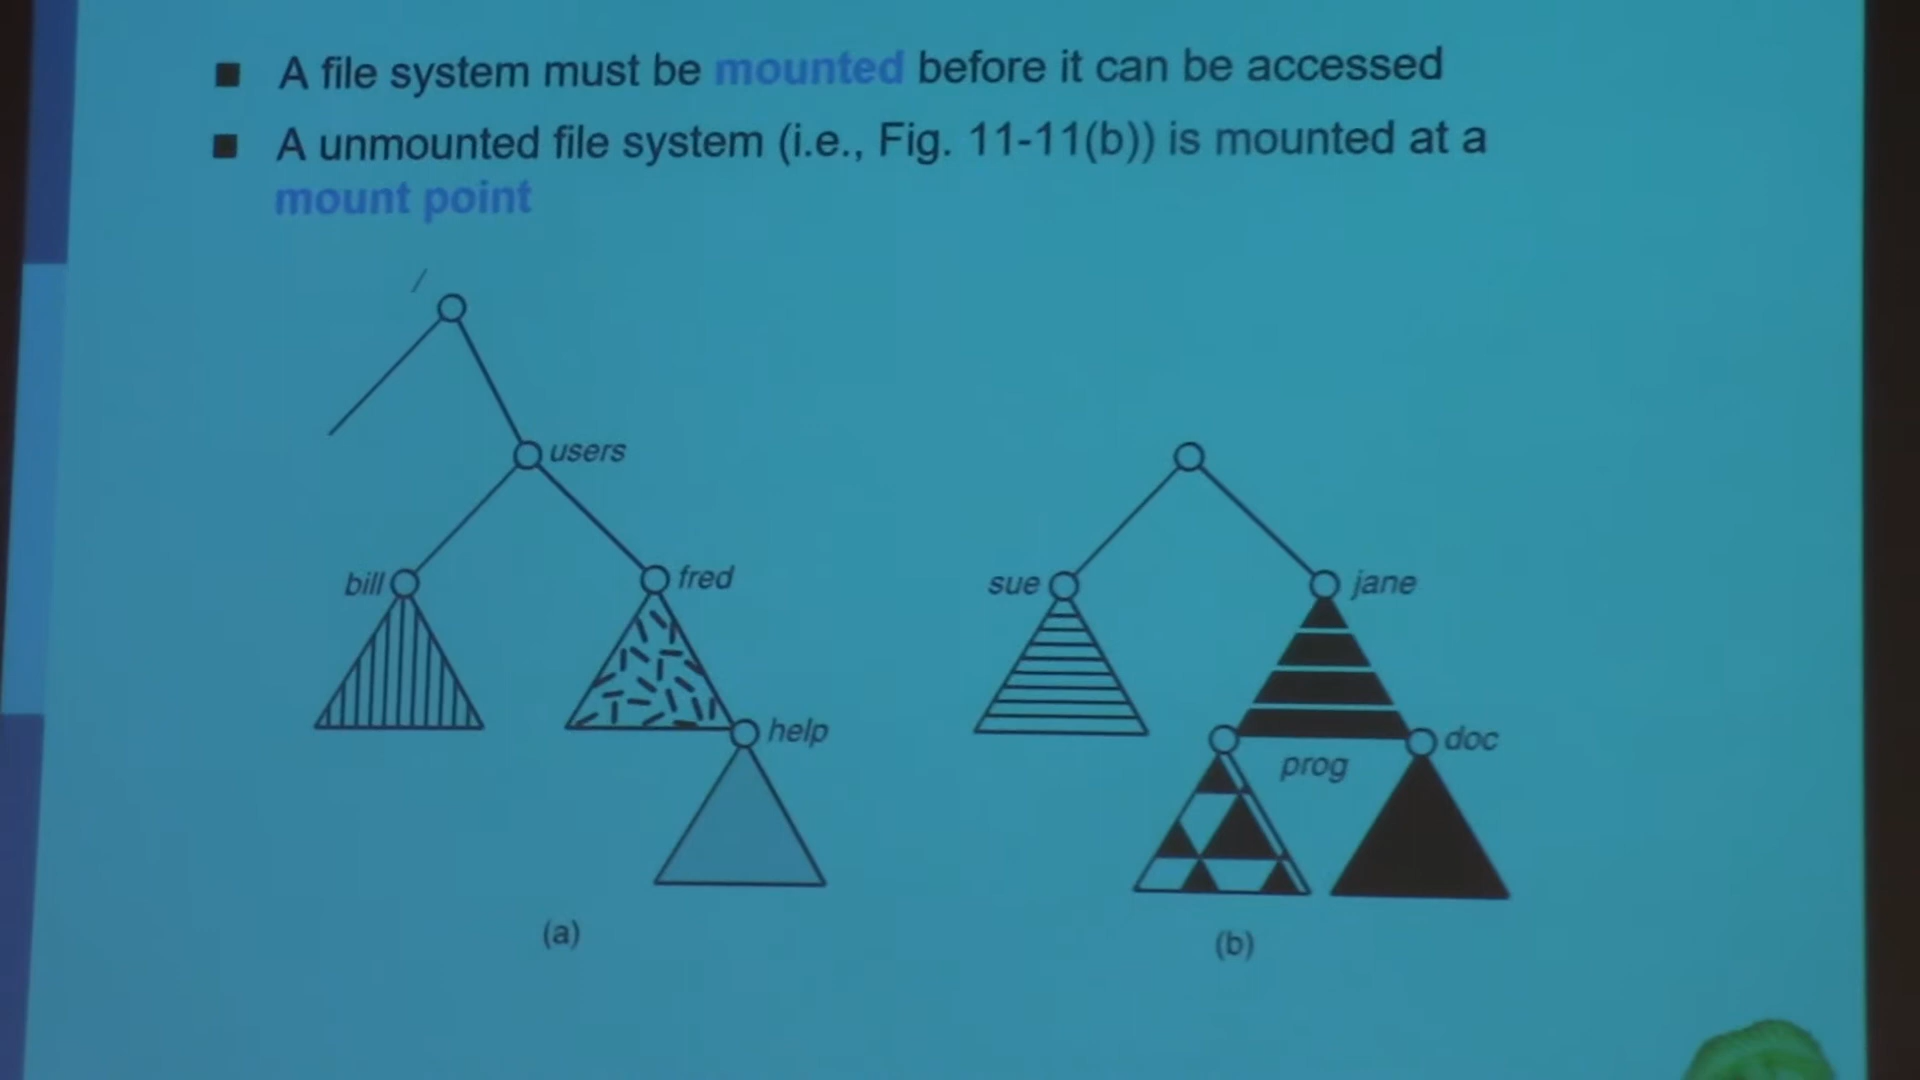 A file system must be mounted before it can be accessed
A unmounted file system (i.e., Fig. 11-11(b)) is mounted at a
mount point
/
users
bill
fred
sue
jane
help
prog
doc
(a)
(b)